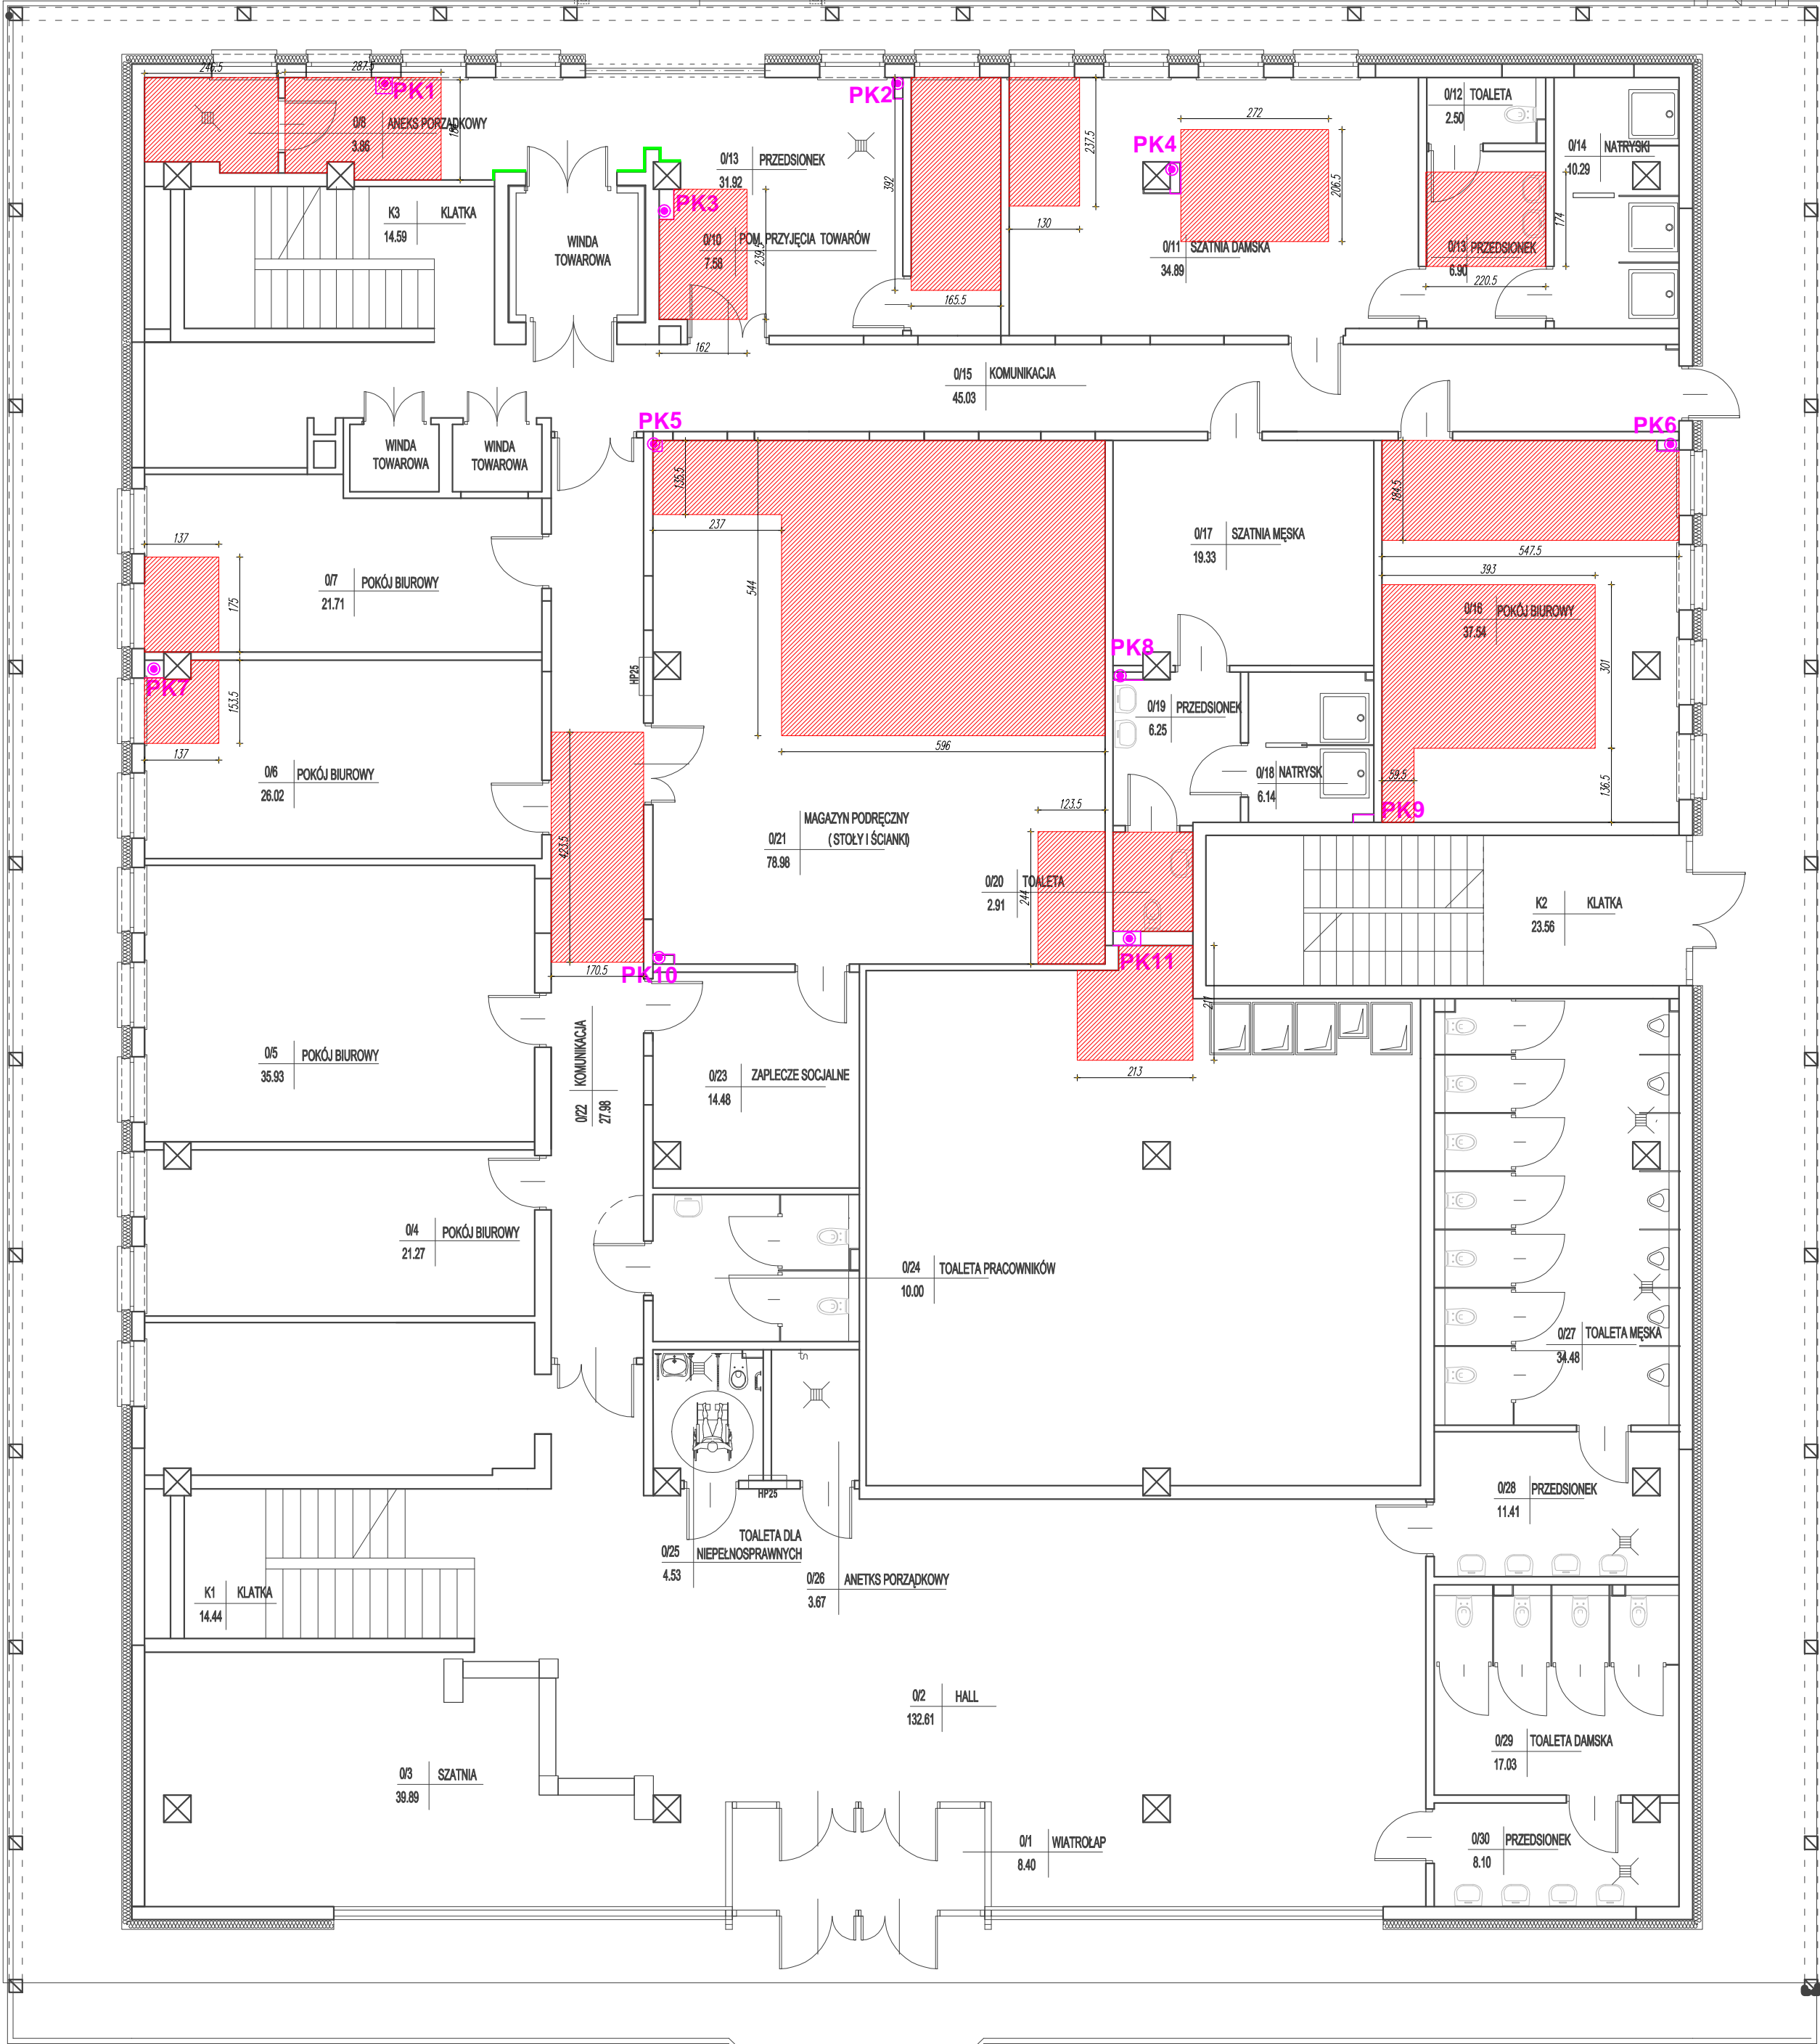 246.5
287.5
PK1
0/8 ANEKS PORZĄDKOWY
3.86
PK2
0/13 PRZEDSIONEK
31.92
392
237.5
130
272
PK4
206.5
0/12 TOALETA
2.50
0/14 NATRYSKI
10.29
174
K3 KLATKA
14.59
WINDA
TOWAROWA
PK3
0/10 POM. PRZYJĘCIA TOWARÓW
7.58
239.5
162
165.5
0/11 SZATNIA DAMSKA
34.89
0/13 PRZEDSIONEK
6.90
220.5
0/15 KOMUNIKACJA
45.03
WINDA
TOWAROWA
WINDA
TOWAROWA
PK5
PK6
135.5
237
544
184.5
547.5
393
0/17 SZATNIA MĘSKA
19.33
137
0/7 POKÓJ BIUROWY
21.71
175
0/16 POKÓJ BIUROWY
37.54
301
PK7
153.5
137
HP25
PK8
0/19 PRZEDSIONEK
6.25
596
0/6 POKÓJ BIUROWY
26.02
0/18 NATRYSK
6.14
59.5
136.5
PK9
423.5
0/21 MAGAZYN PODRĘCZNY
( STOŁY I ŚCIANKI)
78.98
123.5
244
0/20 TOALETA
2.91
K2 KLATKA
23.56
170.5
PK10
PK11
211
213
0/5 POKÓJ BIUROWY
35.93
0/22 KOMUNIKACJA
27.98
0/23 ZAPLECZE SOCJALNE
14.48
0/4 POKÓJ BIUROWY
21.27
0/24 TOALETA PRACOWNIKÓW
10.00
0/27 TOALETA MĘSKA
34.48
HP25
0/28 PRZEDSIONEK
11.41
TOALETA DLA
0/25 NIEPEŁNOSPRAWNYCH
4.53
0/26 ANETKS PORZĄDKOWY
3.67
K1 KLATKA
14.44
0/2 HALL
132.61
0/29 TOALETA DAMSKA
17.03
0/3 SZATNIA
39.89
0/1 WIATROŁAP
8.40
0/30 PRZEDSIONEK
8.10